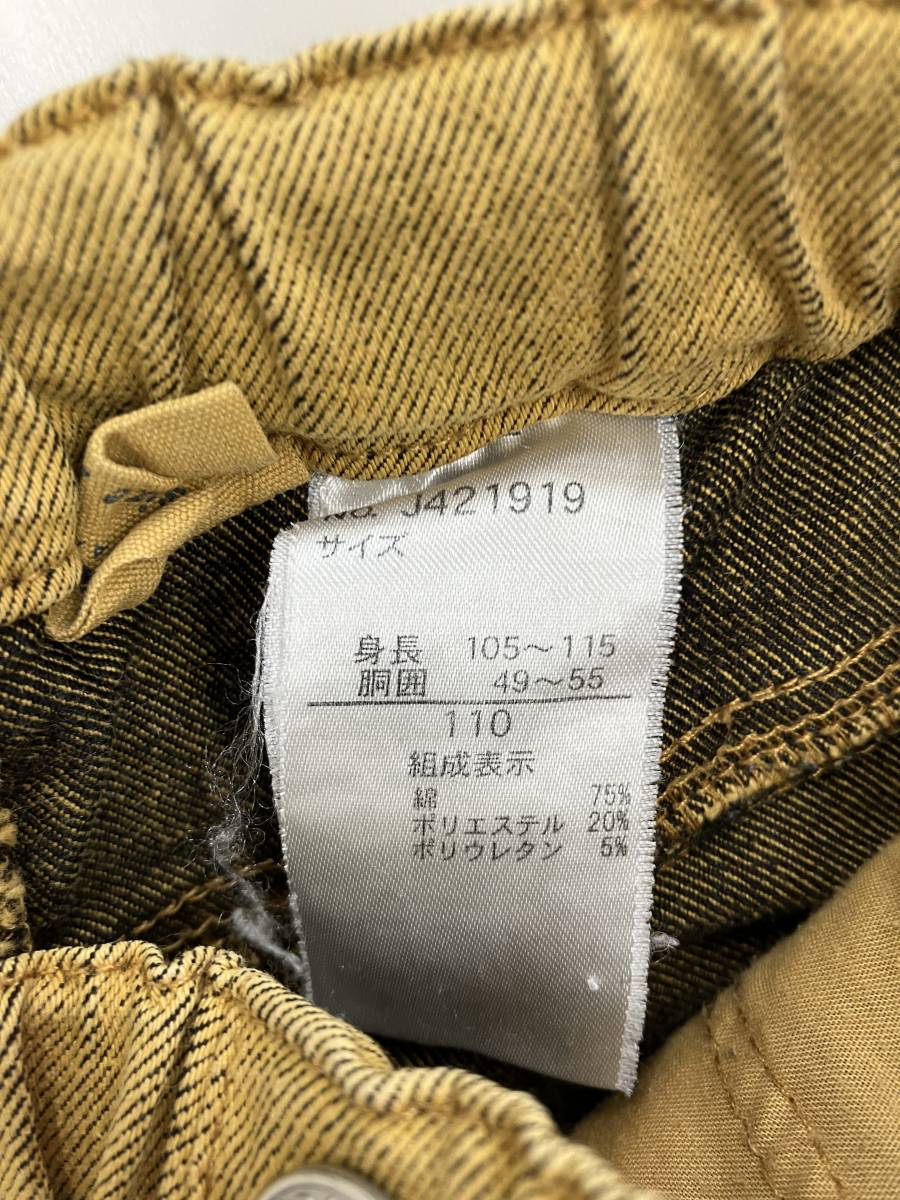 No. J421919
サイズ
身長 105～115
胴囲 49～55
110
組成表示
綿 75%
ポリエステル 20%
ポリウレタン 5%